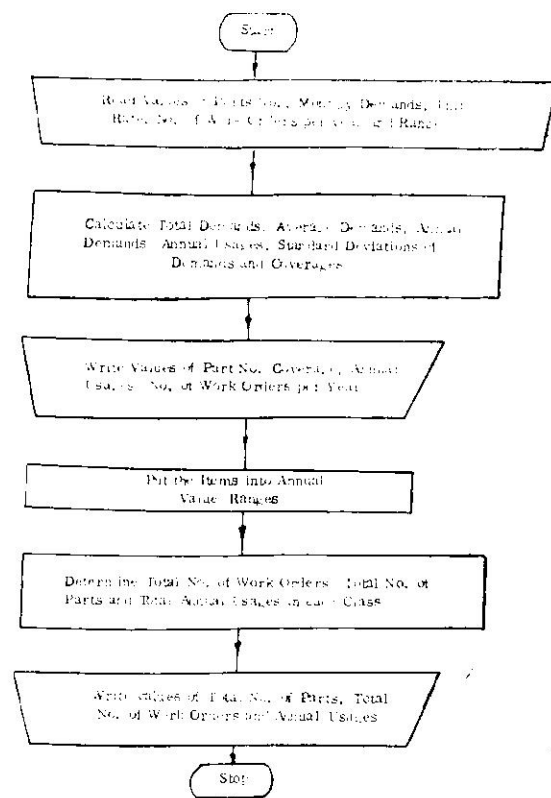 Start
Read Values of Parts No., Monthly Demands, Unit
Rate, No. of Work Orders per year and Range
Calculate Total Demands, Average Demands, Annual
Demands Annual Usages, Standard Deviations of
Demands and Coverages
Write Values of Part No. Coverage, Annual
Usages, No. of Work Orders per Year
Put the Items into Annual
Value Ranges
Determine Total No. of Work Orders Total No. of
Parts and Total Annual Usages in each Class
Write Values of Total No. of Parts, Total
No. of Work Orders and Annual Usages
Stop